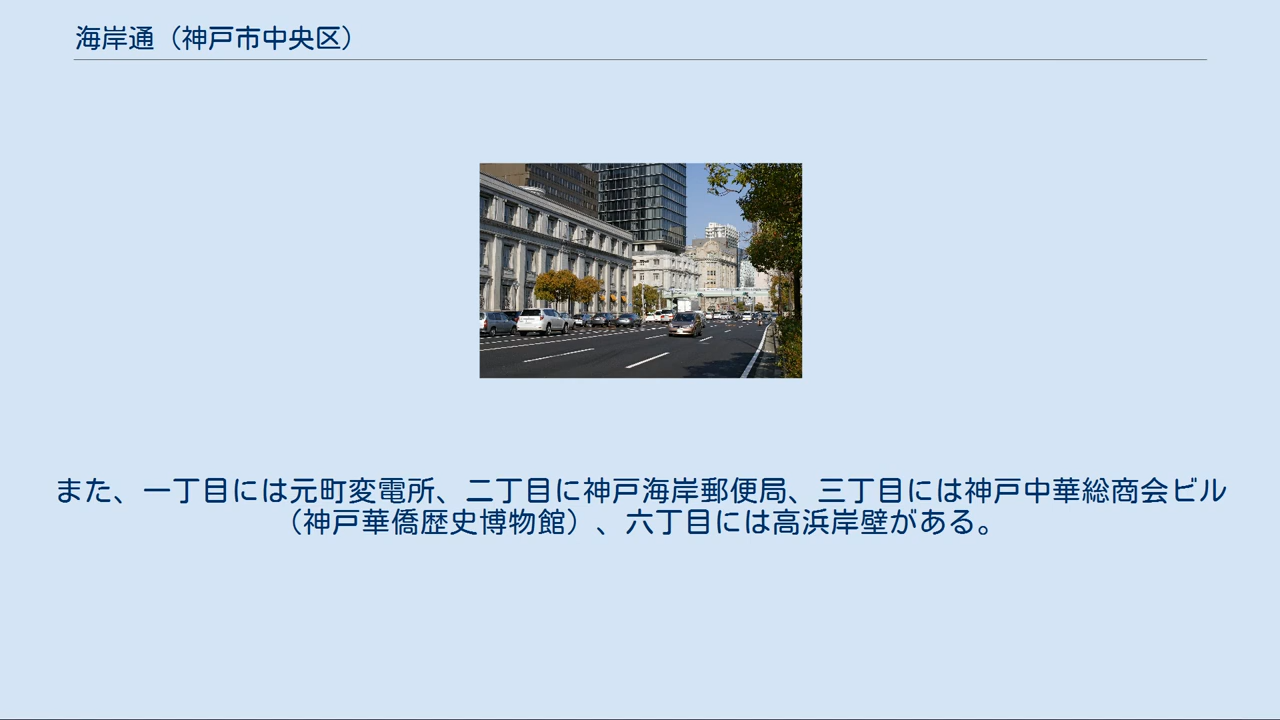 海岸通（神戸市中央区）
また、一丁目には元町変電所、二丁目に神戸海岸郵便局、三丁目には神戸中華総商会ビル
（神戸華僑歴史博物館）、六丁目には高浜岸壁がある。